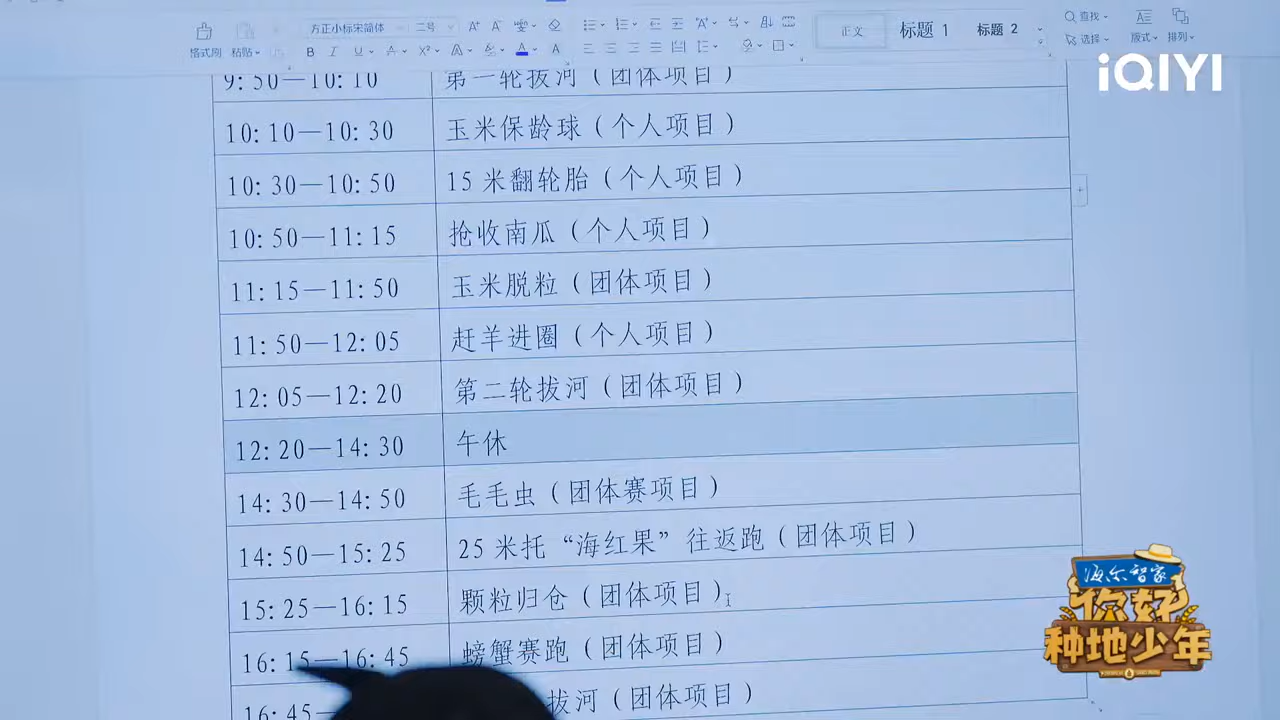 方正小标宋简体 二号
格式刷 粘贴 正文 标题 1 标题 2 查找 选择 版式 排列
iQIYI
9:50—10:10 第一轮拔河（团体项目）
10:10—10:30 玉米保龄球（个人项目）
10:30—10:50 15 米翻轮胎（个人项目）
10:50—11:15 抢收南瓜（个人项目）
11:15—11:50 玉米脱粒（团体项目）
11:50—12:05 赶羊进圈（个人项目）
12:05—12:20 第二轮拔河（团体项目）
12:20—14:30 午休
14:30—14:50 毛毛虫（团体赛项目）
14:50—15:25 25 米托“海红果”往返跑（团体项目）
15:25—16:15 颗粒归仓（团体项目）
16:15—16:45 螃蟹赛跑（团体项目）
16:45— 拔河（团体项目）
海尔智家
你好
种地少年